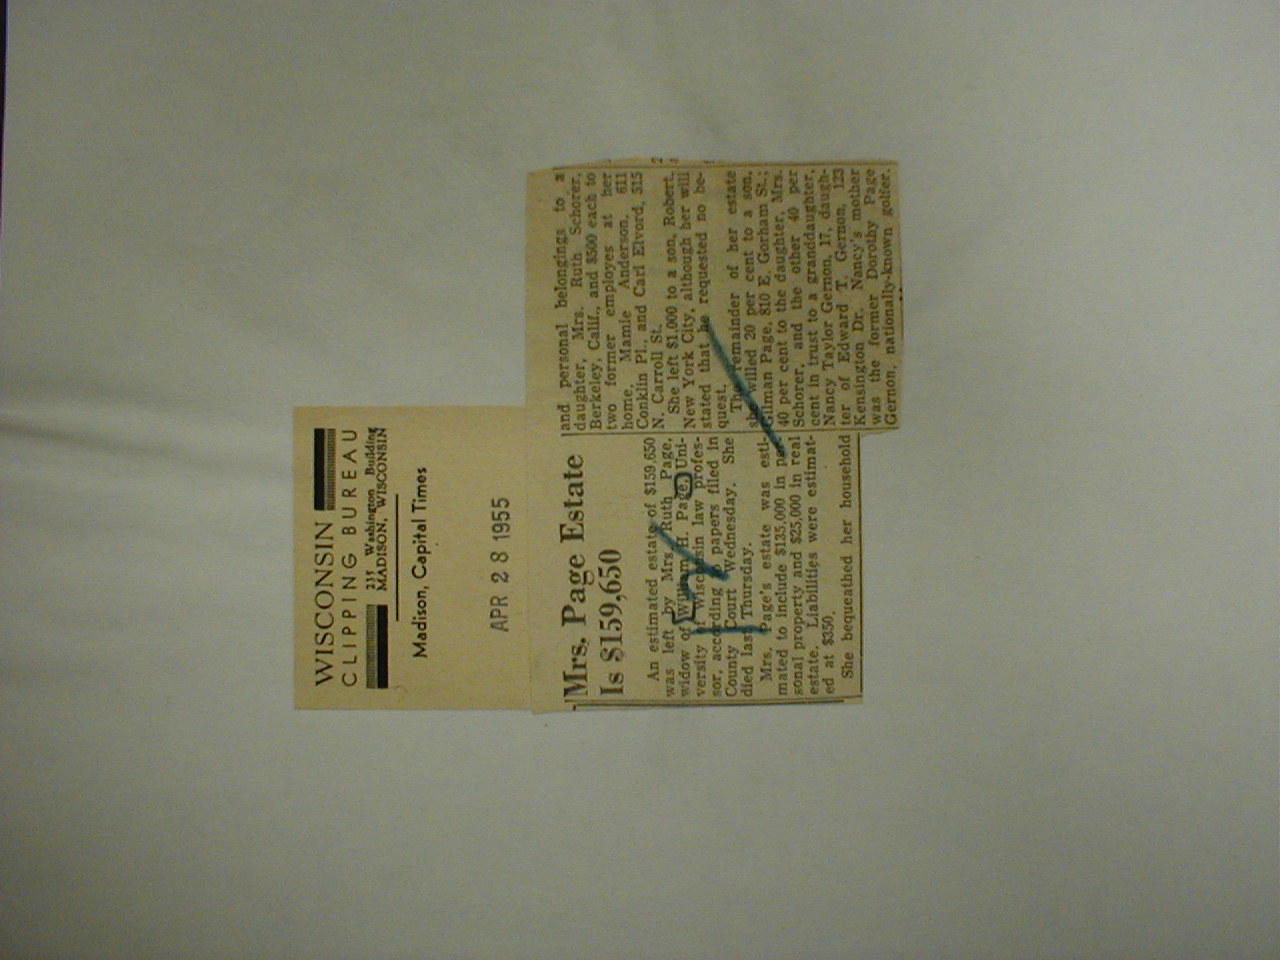 WISCONSIN
CLIPPING BUREAU
235 Washington Building
MADISON, WISCONSIN
Madison, Capital Times
APR 28 1955
Mrs. Page Estate
Is $159,650
An estimated estate of $159,650
was left by Mrs. Ruth Page,
widow of William H. Page, Uni-
versity of Wisconsin law profes-
sor, according to papers filed in
County Court Wednesday. She
died last Thursday.
Mrs. Page's estate was esti-
mated to include $135,000 in per-
sonal property and $25,000 in real
estate. Liabilities were estimat-
ed at $350.
She bequeathed her household
and personal belongings to a
daughter, Mrs. Ruth Schorer,
Berkeley, Calif., and $500 each to
two former employes at her
home, Mamie Anderson, 611
Conklin Pl., and Carl Elvord, 515
N. Carroll St.
She left $1,000 to a son, Robert,
New York City, although her will
stated that he requested no be-
quest.
The remainder of her estate
she willed 20 per cent to a son,
Gilman Page, 810 E. Gorham St.;
40 per cent to the daughter, Mrs.
Schorer, and the other 40 per
cent in trust to a granddaughter,
Nancy Taylor Gernon, 17, daugh-
ter of Edward T. Gernon, 123
Kensington Dr. Nancy's mother
was the former Dorothy Page
Gernon, nationally-known golfer.